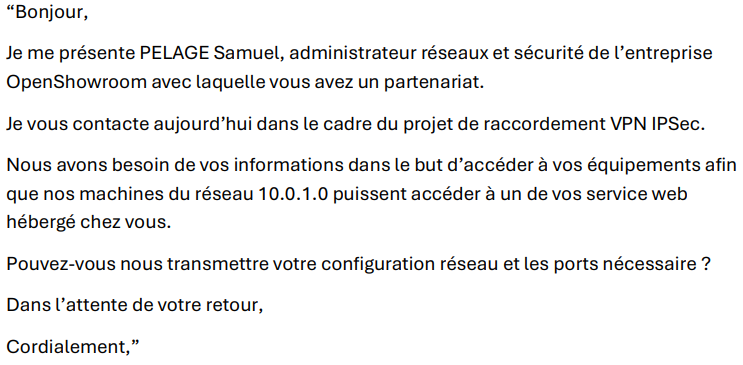 “Bonjour,
Je me présente PELAGE Samuel, administrateur réseaux et sécurité de l’entreprise
OpenShowroom avec laquelle vous avez un partenariat.
Je vous contacte aujourd’hui dans le cadre du projet de raccordement VPN IPSec.
Nous avons besoin de vos informations dans le but d’accéder à vos équipements afin
que nos machines du réseau 10.0.1.0 puissent accéder à un de vos service web
hébergé chez vous.
Pouvez-vous nous transmettre votre configuration réseau et les ports nécessaire ?
Dans l’attente de votre retour,
Cordialement,”